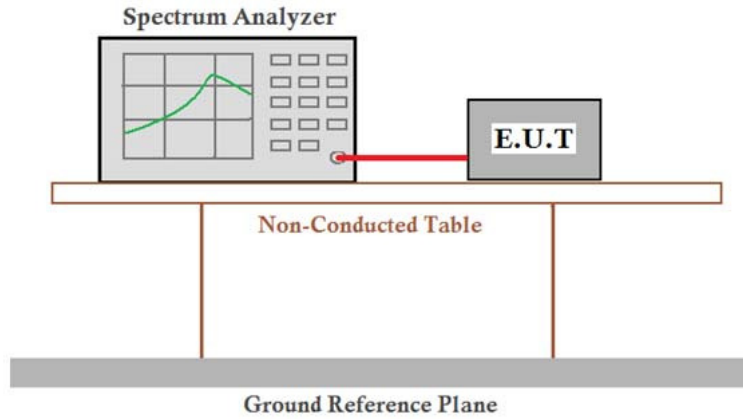 Spectrum Analyzer
E.U.T
Non-Conducted Table
Ground Reference Plane